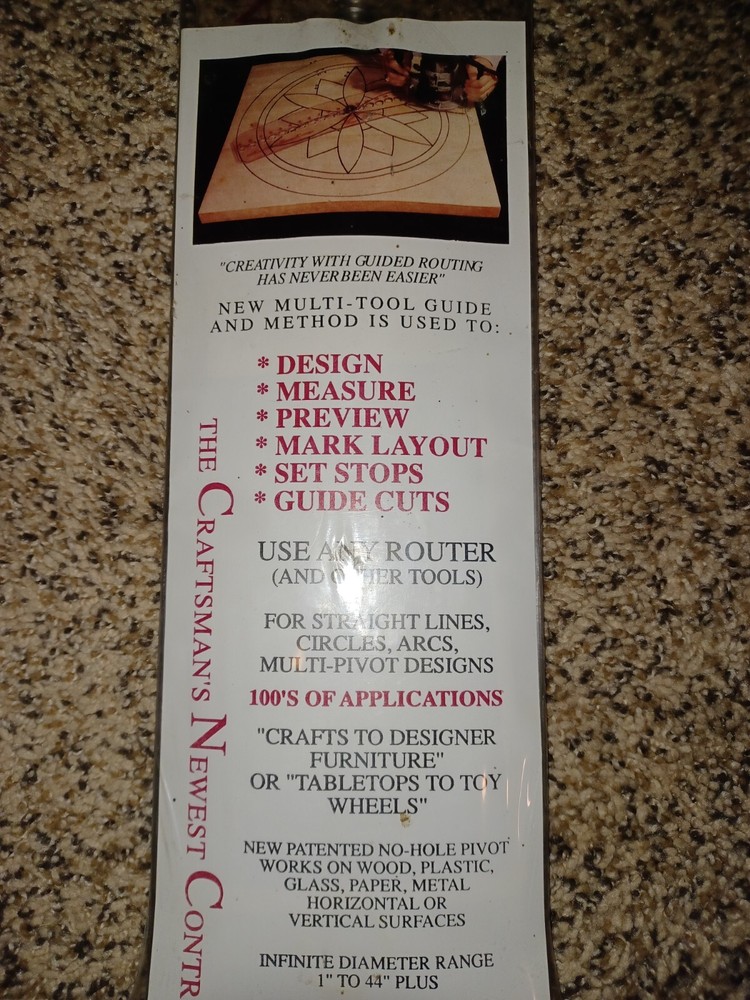 "CREATIVITY WITH GUIDED ROUTING
HAS NEVER BEEN EASIER"
NEW MULTI-TOOL GUIDE
AND METHOD IS USED TO:
* DESIGN
* MEASURE
* PREVIEW
* MARK LAYOUT
* SET STOPS
* GUIDE CUTS
USE ANY ROUTER
(AND OTHER TOOLS)
FOR STRAIGHT LINES,
CIRCLES, ARCS,
MULTI-PIVOT DESIGNS
100'S OF APPLICATIONS
"CRAFTS TO DESIGNER
FURNITURE"
OR "TABLETOPS TO TOY
WHEELS"
NEW PATENTED NO-HOLE PIVOT
WORKS ON WOOD, PLASTIC,
GLASS, PAPER, METAL
HORIZONTAL OR
VERTICAL SURFACES
INFINITE DIAMETER RANGE
1" TO 44" PLUS
THE CRAFTSMAN'S NEWEST CONTR